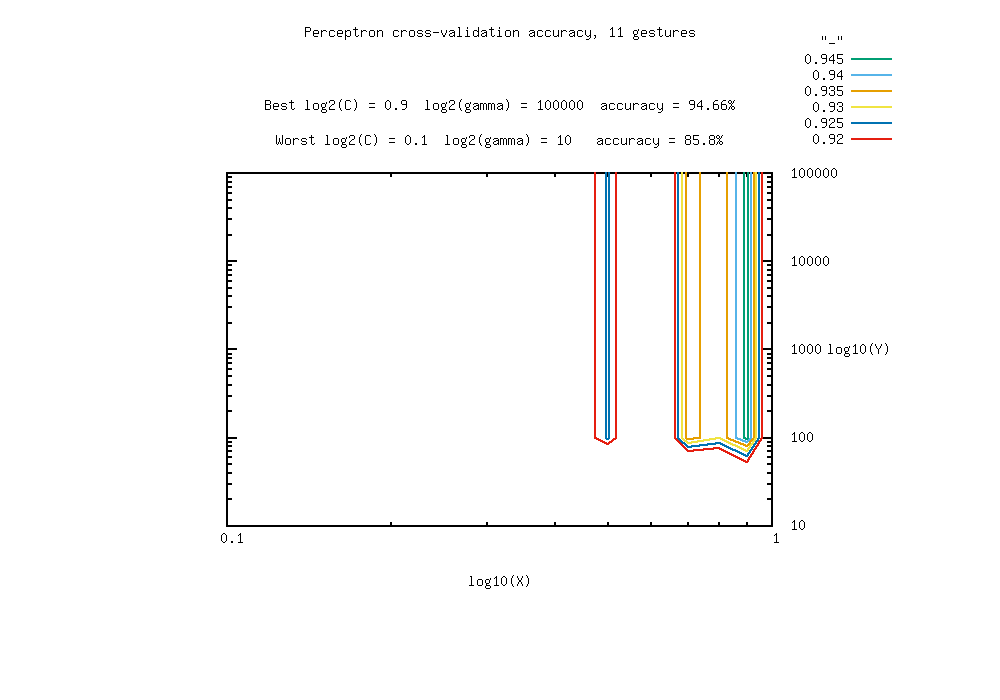 Perceptron cross-validation accuracy, 11 gestures
"_"
0.945
0.94
0.935
0.93
0.925
0.92
Best log2(C) = 0.9  log2(gamma) = 100000  accuracy = 94.66%
Worst log2(C) = 0.1  log2(gamma) = 10   accuracy = 85.8%
100000
10000
1000 log10(Y)
100
10
0.1 1
log10(X)